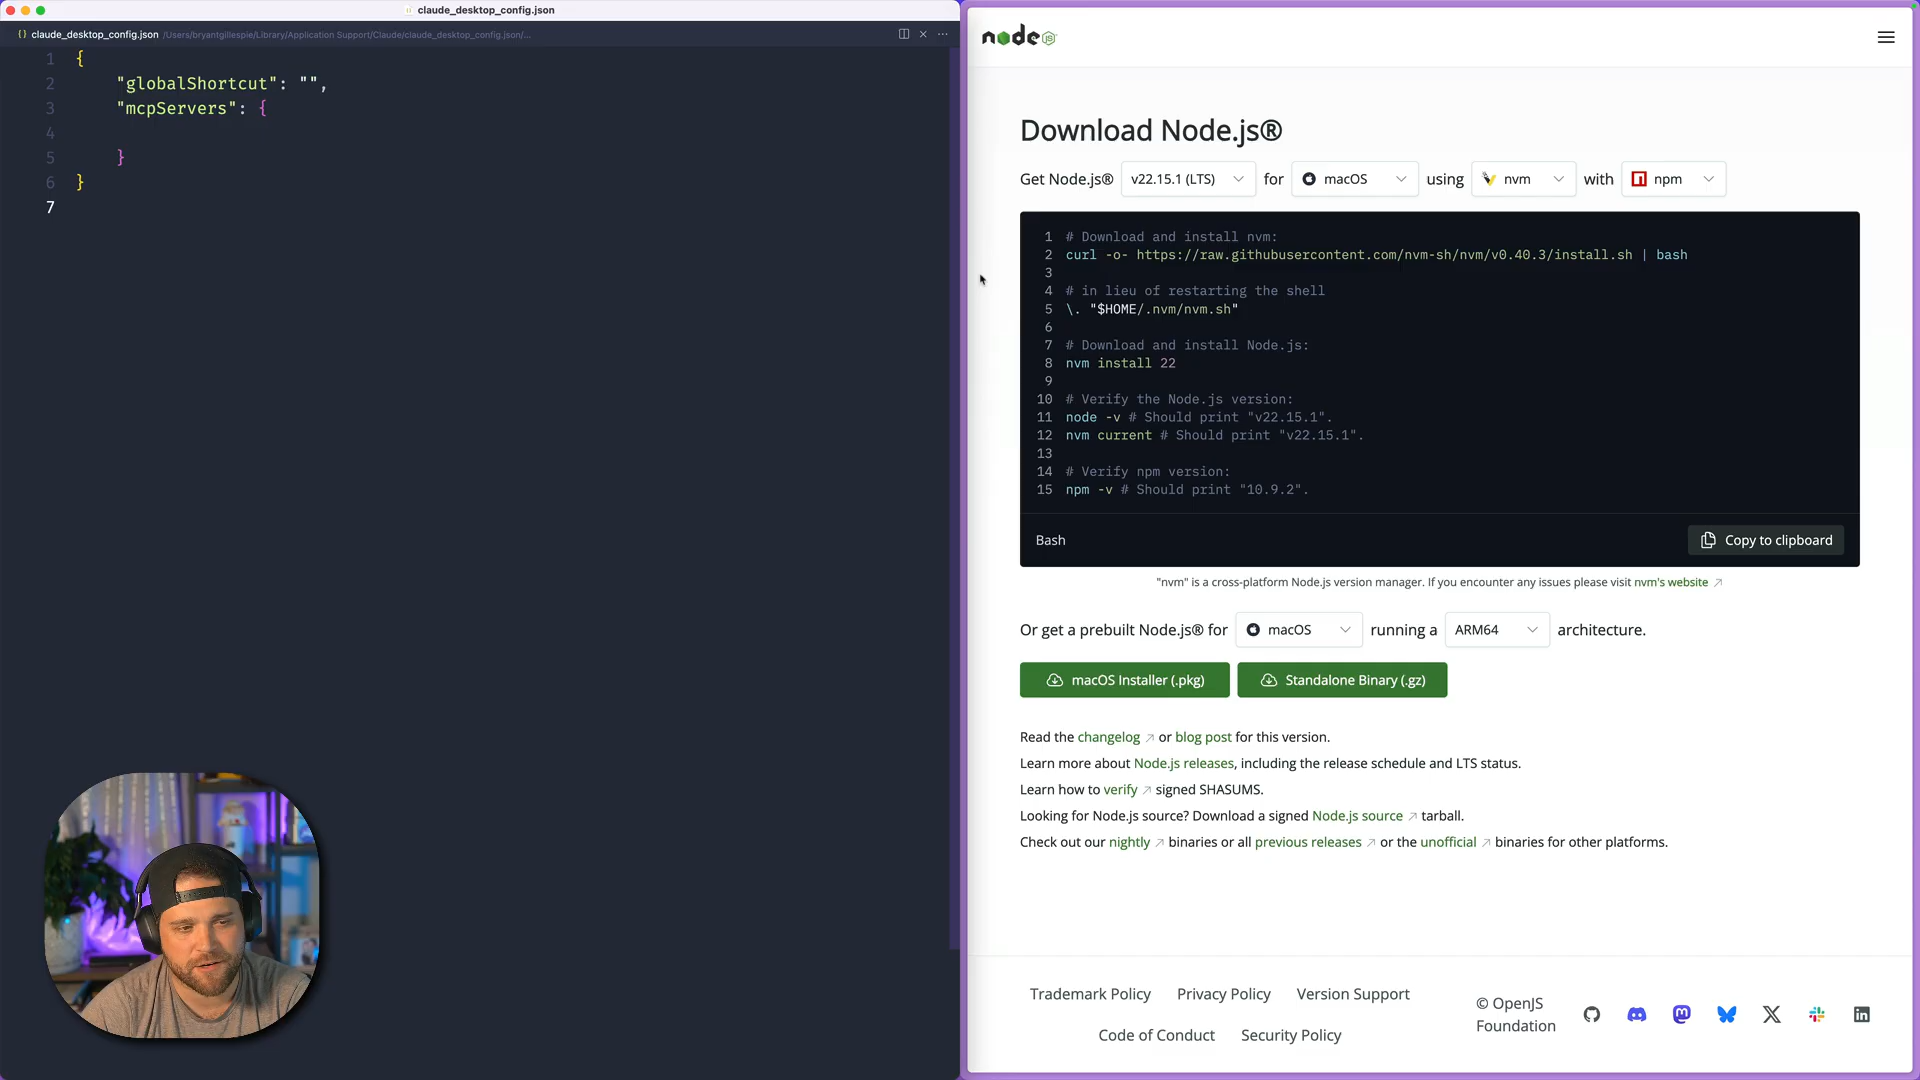 claude_desktop_config.json
{} claude_desktop_config.json /Users/bryantgillespie/Library/Application Support/Claude/claude_desktop_config.json/...
1 {
2 "globalShortcut": "",
3 "mcpServers": {
4
5 }
6 }
7
node JS
Download Node.js®
Get Node.js® v22.15.1 (LTS) for macOS using nvm with npm
1 # Download and install nvm:
2 curl -o- https://raw.githubusercontent.com/nvm-sh/nvm/v0.40.3/install.sh | bash
3
4 # in lieu of restarting the shell
5 \. "$HOME/.nvm/nvm.sh"
6
7 # Download and install Node.js:
8 nvm install 22
9
10 # Verify the Node.js version:
11 node -v # Should print "v22.15.1".
12 nvm current # Should print "v22.15.1".
13
14 # Verify npm version:
15 npm -v # Should print "10.9.2".
Bash
Copy to clipboard
"nvm" is a cross-platform Node.js version manager. If you encounter any issues please visit nvm's website
Or get a prebuilt Node.js® for macOS running a ARM64 architecture.
macOS Installer (.pkg)
Standalone Binary (.gz)
Read the changelog or blog post for this version.
Learn more about Node.js releases, including the release schedule and LTS status.
Learn how to verify signed SHASUMS.
Looking for Node.js source? Download a signed Node.js source tarball.
Check out our nightly binaries or all previous releases or the unofficial binaries for other platforms.
Trademark Policy
Privacy Policy
Version Support
Code of Conduct
Security Policy
© OpenJS
Foundation